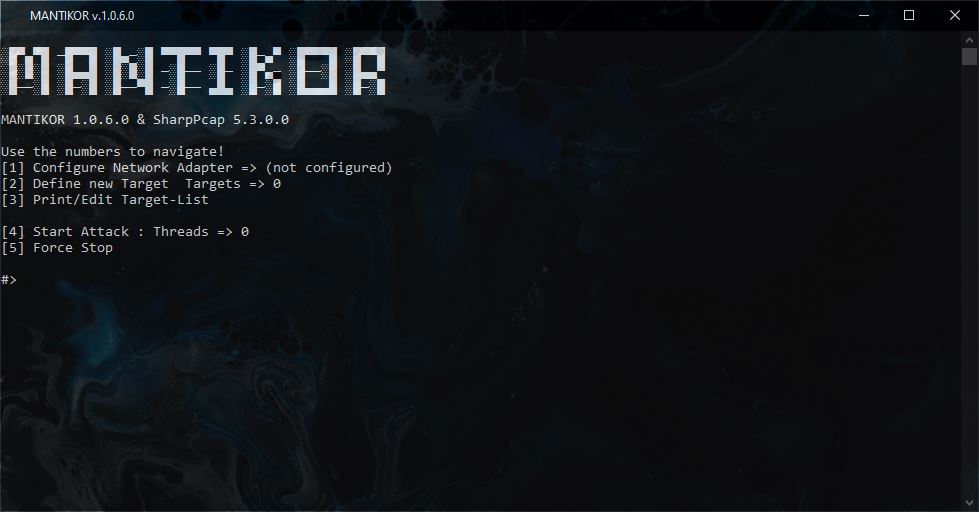 MANTIKOR v.1.0.6.0
MANTIKOR
MANTIKOR 1.0.6.0 & SharpPcap 5.3.0.0
Use the numbers to navigate!
[1] Configure Network Adapter => (not configured)
[2] Define new Target  Targets => 0
[3] Print/Edit Target-List
[4] Start Attack : Threads => 0
[5] Force Stop
#>